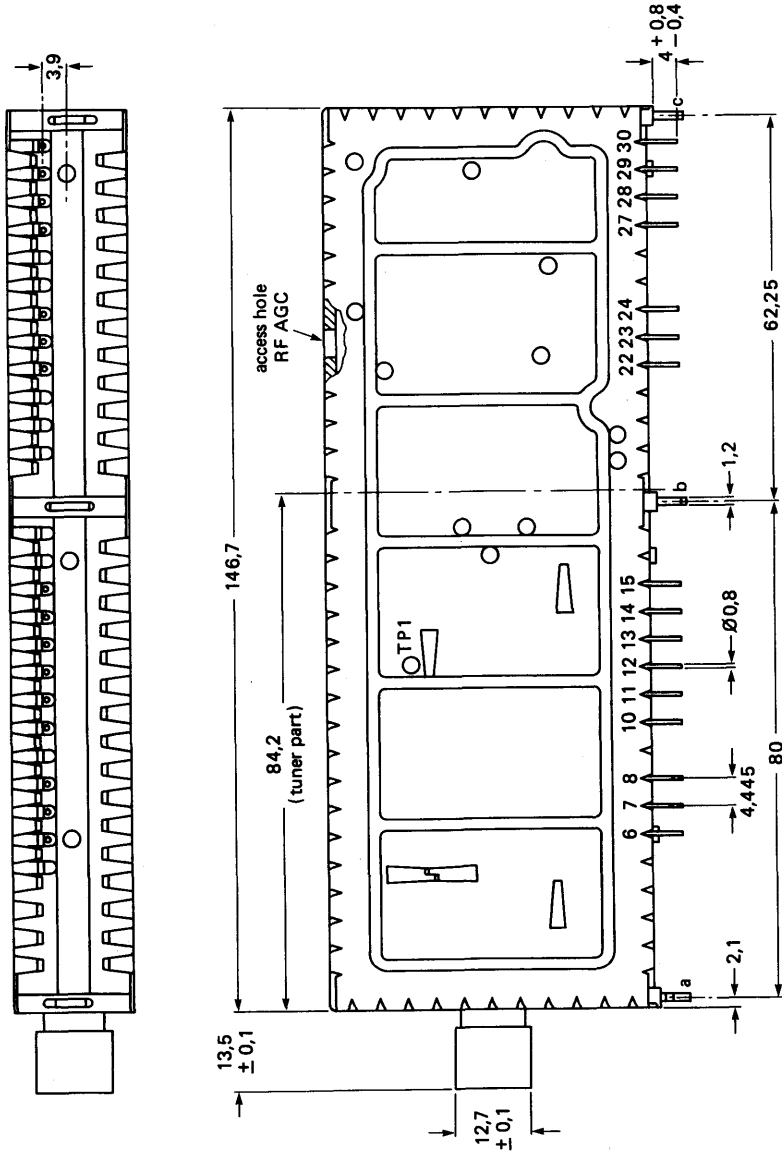 3,9
146,7
84,2
(tuner part)
access hole
RF AGC
TP1
13,5
± 0,1
12,7
± 0,1
6 7 8 10 11 12 13 14 15 22 23 24 27 28 29 30
a b c
4 + 0,8
− 0,4
2,1
4,445
Ø0,8
1,2
80
62,25